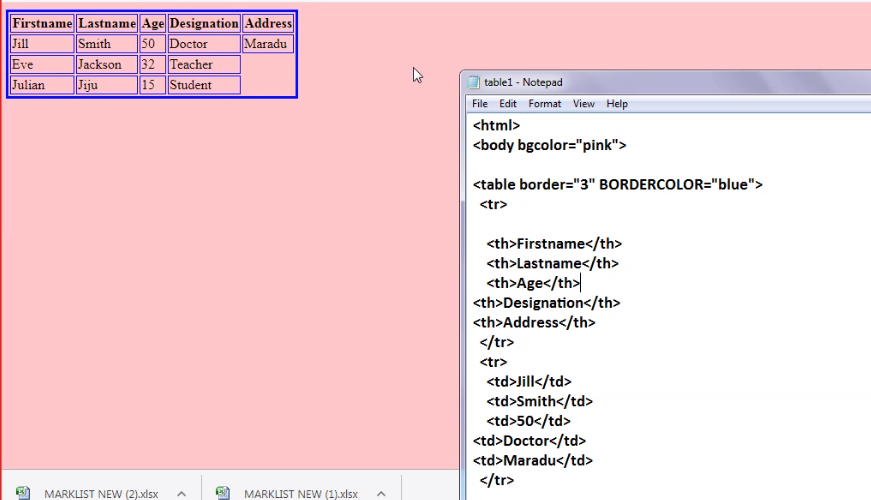 Firstname Lastname Age Designation Address
Jill Smith 50 Doctor Maradu
Eve Jackson 32 Teacher
Julian Jiju 15 Student
table1 - Notepad
File Edit Format View Help
<html>
<body bgcolor="pink">
<table border="3" BORDERCOLOR="blue">
<tr>
<th>Firstname</th>
<th>Lastname</th>
<th>Age</th>
<th>Designation</th>
<th>Address</th>
</tr>
<tr>
<td>Jill</td>
<td>Smith</td>
<td>50</td>
<td>Doctor</td>
<td>Maradu</td>
</tr>
MARKLIST NEW (2).xlsx
MARKLIST NEW (1).xlsx